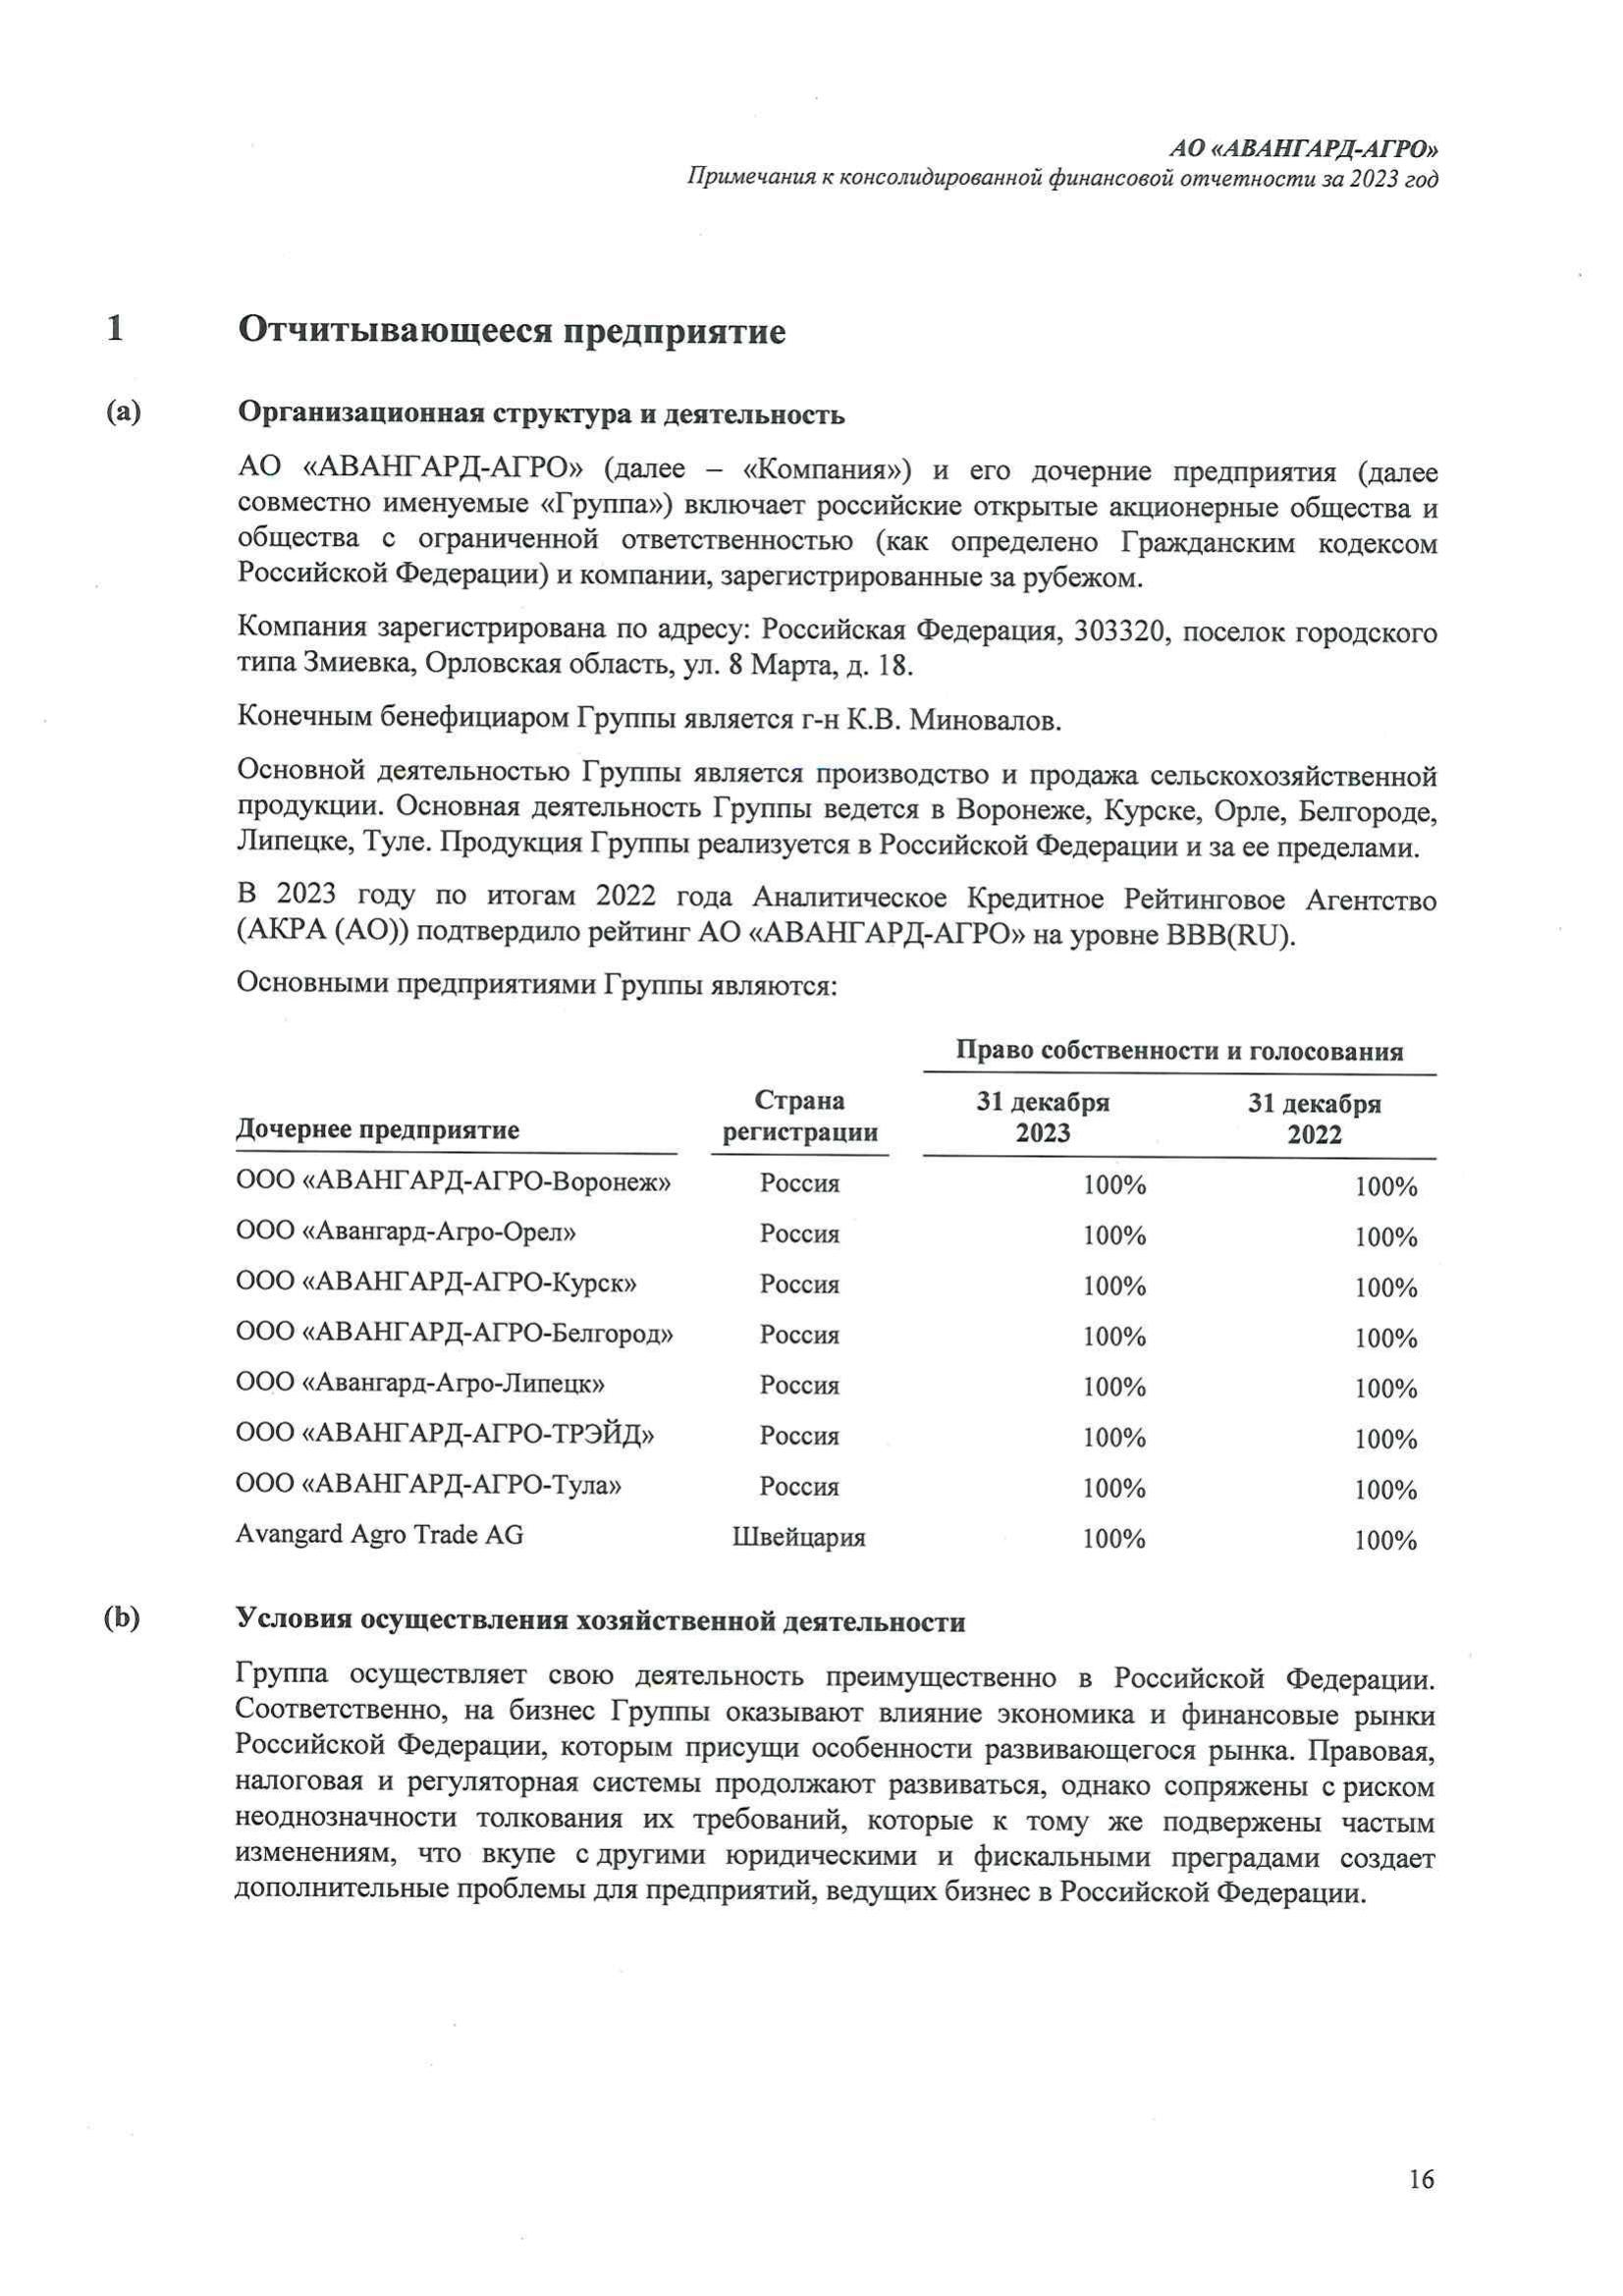 АО «АВАНГАРД-АГРО»
Примечания к консолидированной финансовой отчетности за 2023 год
1 Отчитывающееся предприятие
(a) Организационная структура и деятельность
АО «АВАНГАРД-АГРО» (далее – «Компания») и его дочерние предприятия (далее
совместно именуемые «Группа») включает российские открытые акционерные общества и
общества с ограниченной ответственностью (как определено Гражданским кодексом
Российской Федерации) и компании, зарегистрированные за рубежом.
Компания зарегистрирована по адресу: Российская Федерация, 303320, поселок городского
типа Змиевка, Орловская область, ул. 8 Марта, д. 18.
Конечным бенефициаром Группы является г-н К.В. Миновалов.
Основной деятельностью Группы является производство и продажа сельскохозяйственной
продукции. Основная деятельность Группы ведется в Воронеже, Курске, Орле, Белгороде,
Липецке, Туле. Продукция Группы реализуется в Российской Федерации и за ее пределами.
В 2023 году по итогам 2022 года Аналитическое Кредитное Рейтинговое Агентство
(АКРА (АО)) подтвердило рейтинг АО «АВАНГАРД-АГРО» на уровне BBB(RU).
Основными предприятиями Группы являются:
Право собственности и голосования
Страна 31 декабря 31 декабря
Дочернее предприятие регистрации 2023 2022
ООО «АВАНГАРД-АГРО-Воронеж» Россия 100% 100%
ООО «Авангард-Агро-Орел» Россия 100% 100%
ООО «АВАНГАРД-АГРО-Курск» Россия 100% 100%
ООО «АВАНГАРД-АГРО-Белгород» Россия 100% 100%
ООО «Авангард-Агро-Липецк» Россия 100% 100%
ООО «АВАНГАРД-АГРО-ТРЭЙД» Россия 100% 100%
ООО «АВАНГАРД-АГРО-Тула» Россия 100% 100%
Avangard Agro Trade AG Швейцария 100% 100%
(b) Условия осуществления хозяйственной деятельности
Группа осуществляет свою деятельность преимущественно в Российской Федерации.
Соответственно, на бизнес Группы оказывают влияние экономика и финансовые рынки
Российской Федерации, которым присущи особенности развивающегося рынка. Правовая,
налоговая и регуляторная системы продолжают развиваться, однако сопряжены с риском
неоднозначности толкования их требований, которые к тому же подвержены частым
изменениям, что вкупе с другими юридическими и фискальными преградами создает
дополнительные проблемы для предприятий, ведущих бизнес в Российской Федерации.
16